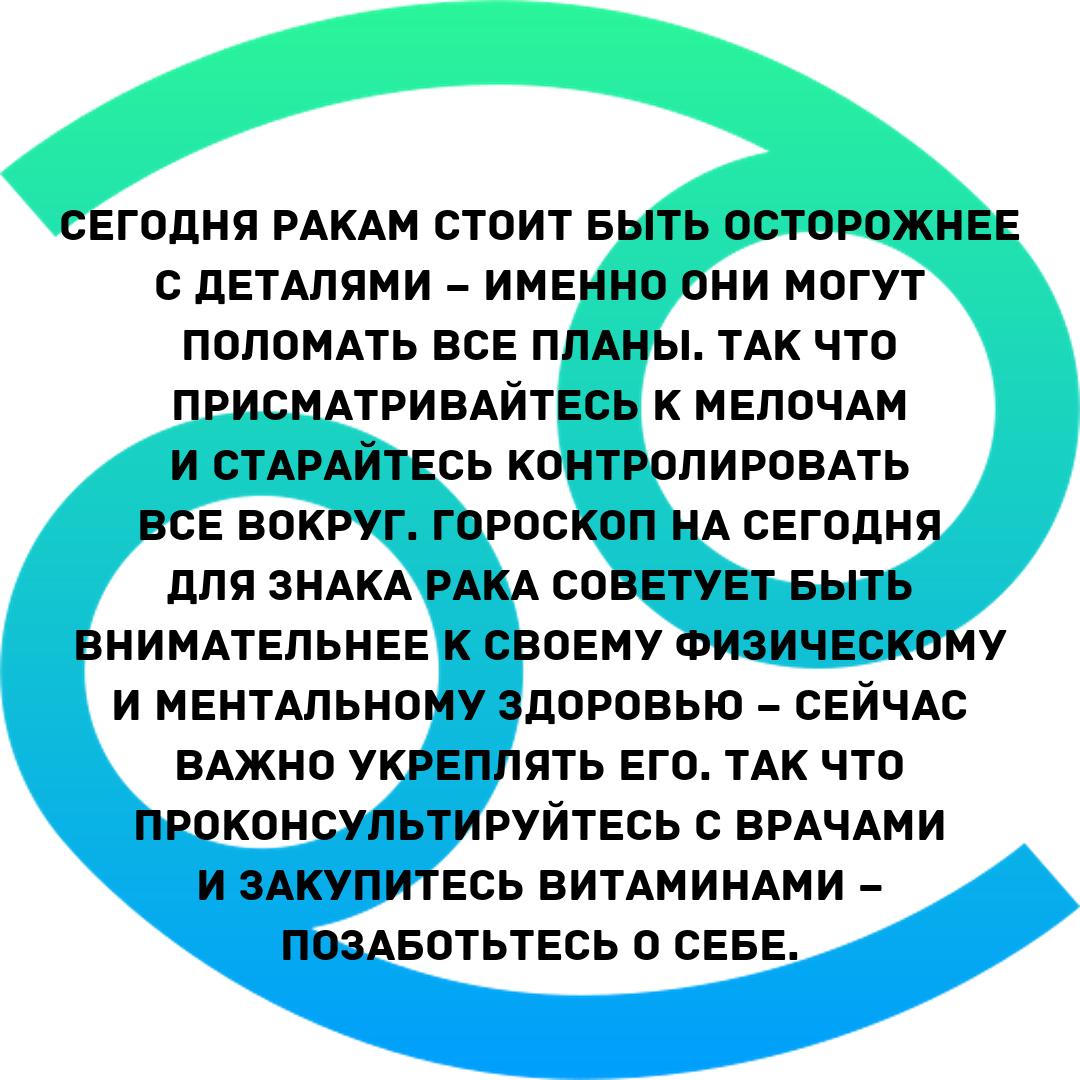 СЕГОДНЯ РАКАМ СТОИТ БЫТЬ ОСТОРОЖНЕЕ
С ДЕТАЛЯМИ – ИМЕННО ОНИ МОГУТ
ПОЛОМАТЬ ВСЕ ПЛАНЫ. ТАК ЧТО
ПРИСМАТРИВАЙТЕСЬ К МЕЛОЧАМ
И СТАРАЙТЕСЬ КОНТРОЛИРОВАТЬ
ВСЕ ВОКРУГ. ГОРОСКОП НА СЕГОДНЯ
ДЛЯ ЗНАКА РАКА СОВЕТУЕТ БЫТЬ
ВНИМАТЕЛЬНЕЕ К СВОЕМУ ФИЗИЧЕСКОМУ
И МЕНТАЛЬНОМУ ЗДОРОВЬЮ – СЕЙЧАС
ВАЖНО УКРЕПЛЯТЬ ЕГО. ТАК ЧТО
ПРОКОНСУЛЬТИРУЙТЕСЬ С ВРАЧАМИ
И ЗАКУПИТЕСЬ ВИТАМИНАМИ –
ПОЗАБОТЬТЕСЬ О СЕБЕ.